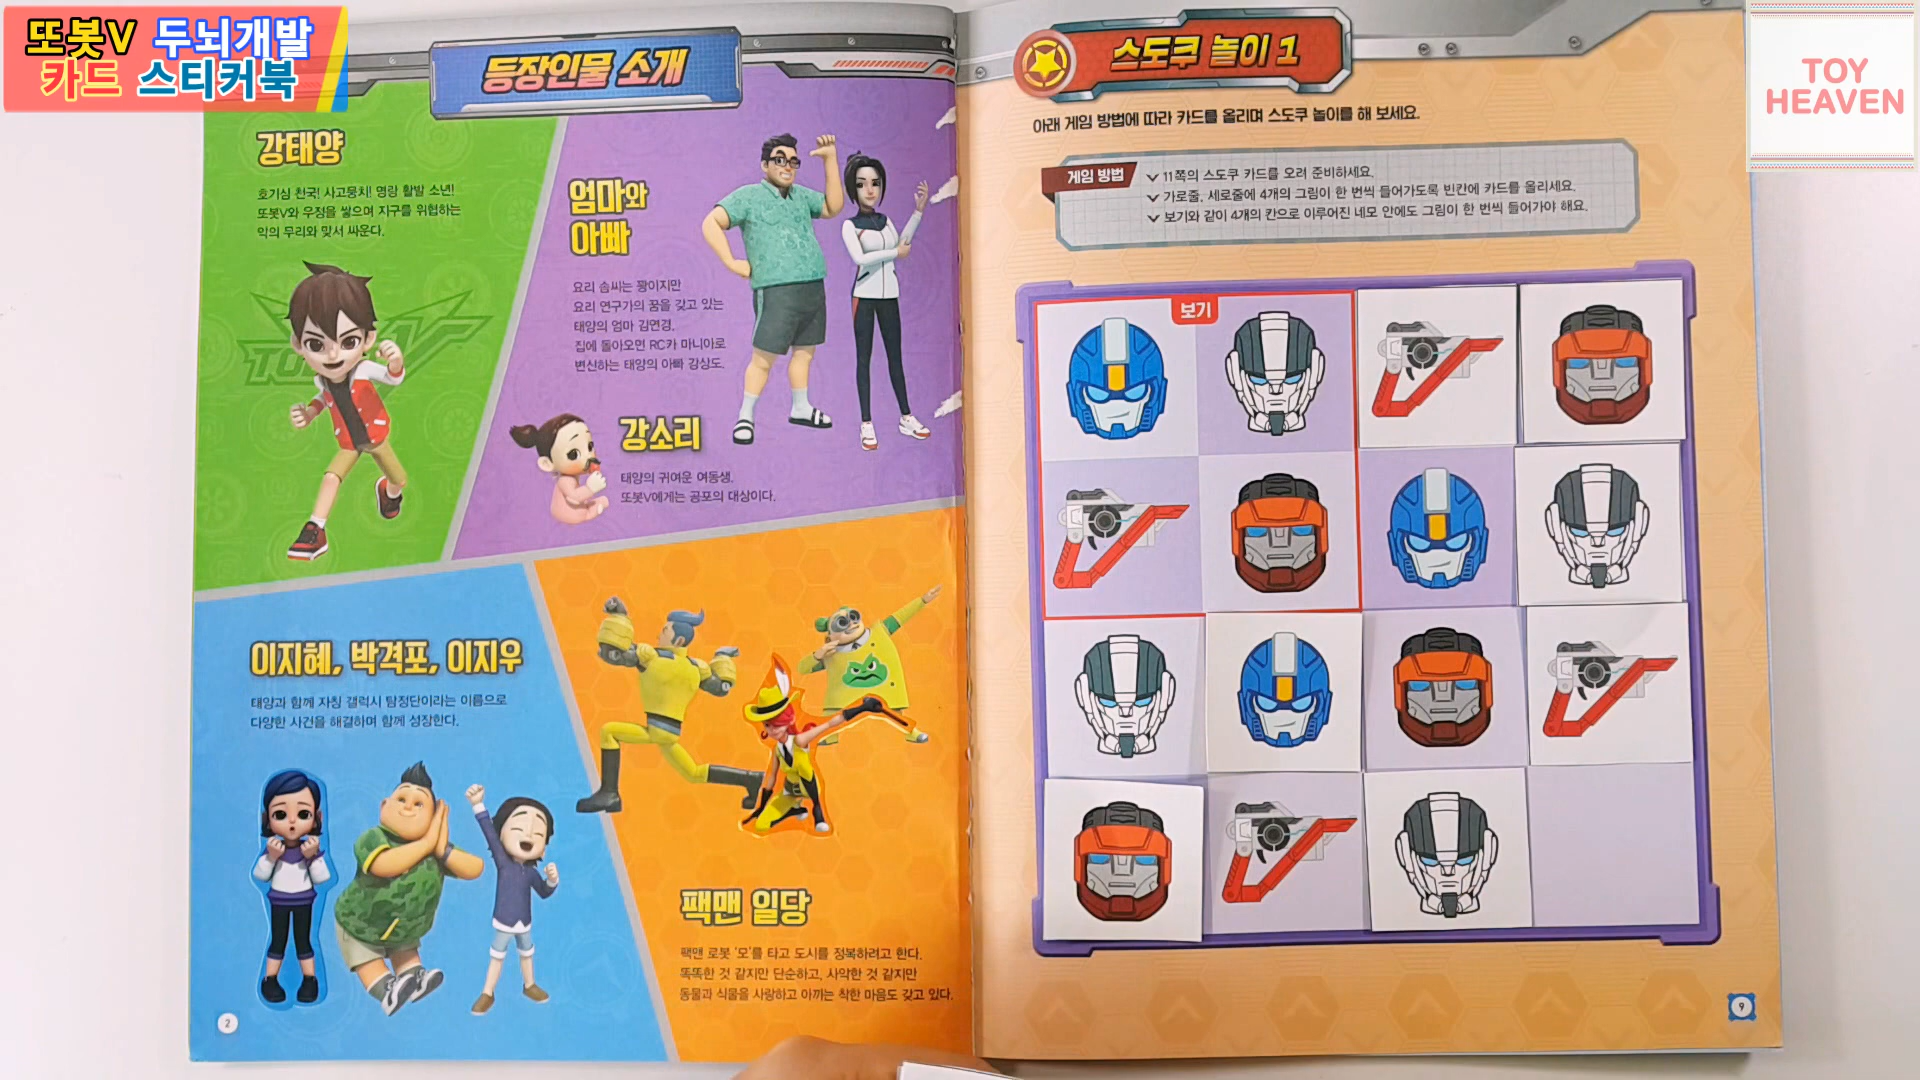 또봇V 두뇌개발
카드 스티커북
TOY
HEAVEN
등장인물 소개
강태양
호기심 천국! 사고뭉치! 명랑 활발 소년!
또봇V와 우정을 쌓으며 지구를 위협하는
악의 무리와 맞서 싸운다.
엄마와
아빠
요리 솜씨는 꽝이지만
요리 연구가의 꿈을 갖고 있는
태양의 엄마 김연경,
집에 돌아오면 RC카 마니아로
변신하는 태양의 아빠 강상도.
강소리
태양의 귀여운 여동생.
또봇V에게는 공포의 대상이다.
이지혜, 박격포, 이지우
태양과 함께 자칭 갤럭시 탐정단이라는 이름으로
다양한 사건을 해결하며 함께 성장한다.
팩맨 일당
팩맨 로봇 '모'를 타고 도시를 정복하려고 한다.
똑똑한 것 같지만 단순하고, 사악한 것 같지만
동물과 식물을 사랑하고 아끼는 착한 마음도 갖고 있다.
2
스도쿠 놀이 1
아래 게임 방법에 따라 카드를 올리며 스도쿠 놀이를 해 보세요.
게임 방법
11쪽의 스도쿠 카드를 오려 준비하세요.
가로줄, 세로줄에 4개의 그림이 한 번씩 들어가도록 빈칸에 카드를 올리세요.
보기와 같이 4개의 칸으로 이루어진 네모 안에도 그림이 한 번씩 들어가야 해요.
보기
9